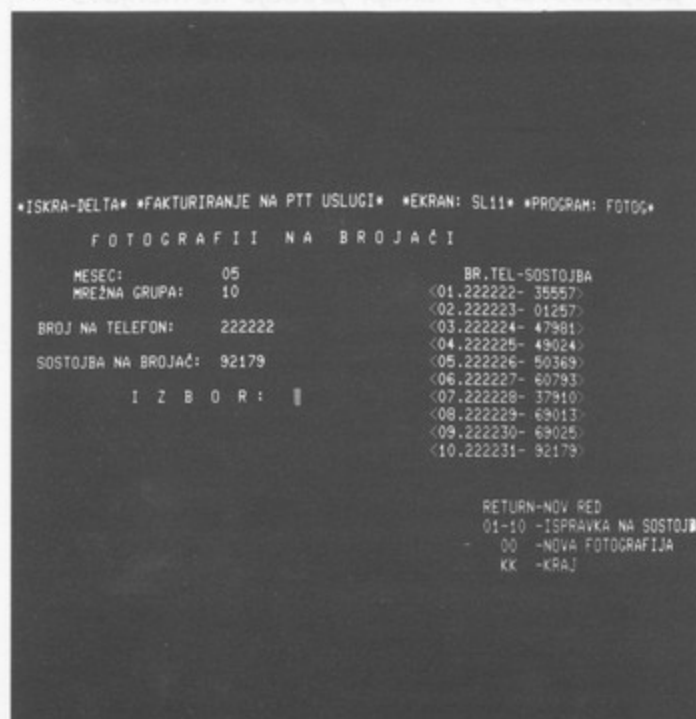 *ISKRA-DELTA* *FAKTURIRANJE NA PTT USLUGI* *EKRAN: SL11* *PROGRAM: FOTOG*
F O T O G R A F I I N A B R O J A Č I
MESEC: 05
MREŽNA GRUPA: 10
BROJ NA TELEFON: 222222
SOSTOJBA NA BROJAČ: 92179
I Z B O R :
BR.TEL-SOSTOJBA
<01.222222- 35557>
<02.222223- 01257>
<03.222224- 47981>
<04.222225- 49024>
<05.222226- 50369>
<06.222227- 60793>
<07.222228- 37910>
<08.222229- 69013>
<09.222230- 69025>
<10.222231- 92179>
RETURN-NOV RED
01-10 -ISPRAVKA NA SOSTOJB
00 -NOVA FOTOGRAFIJA
KK -KRAJ